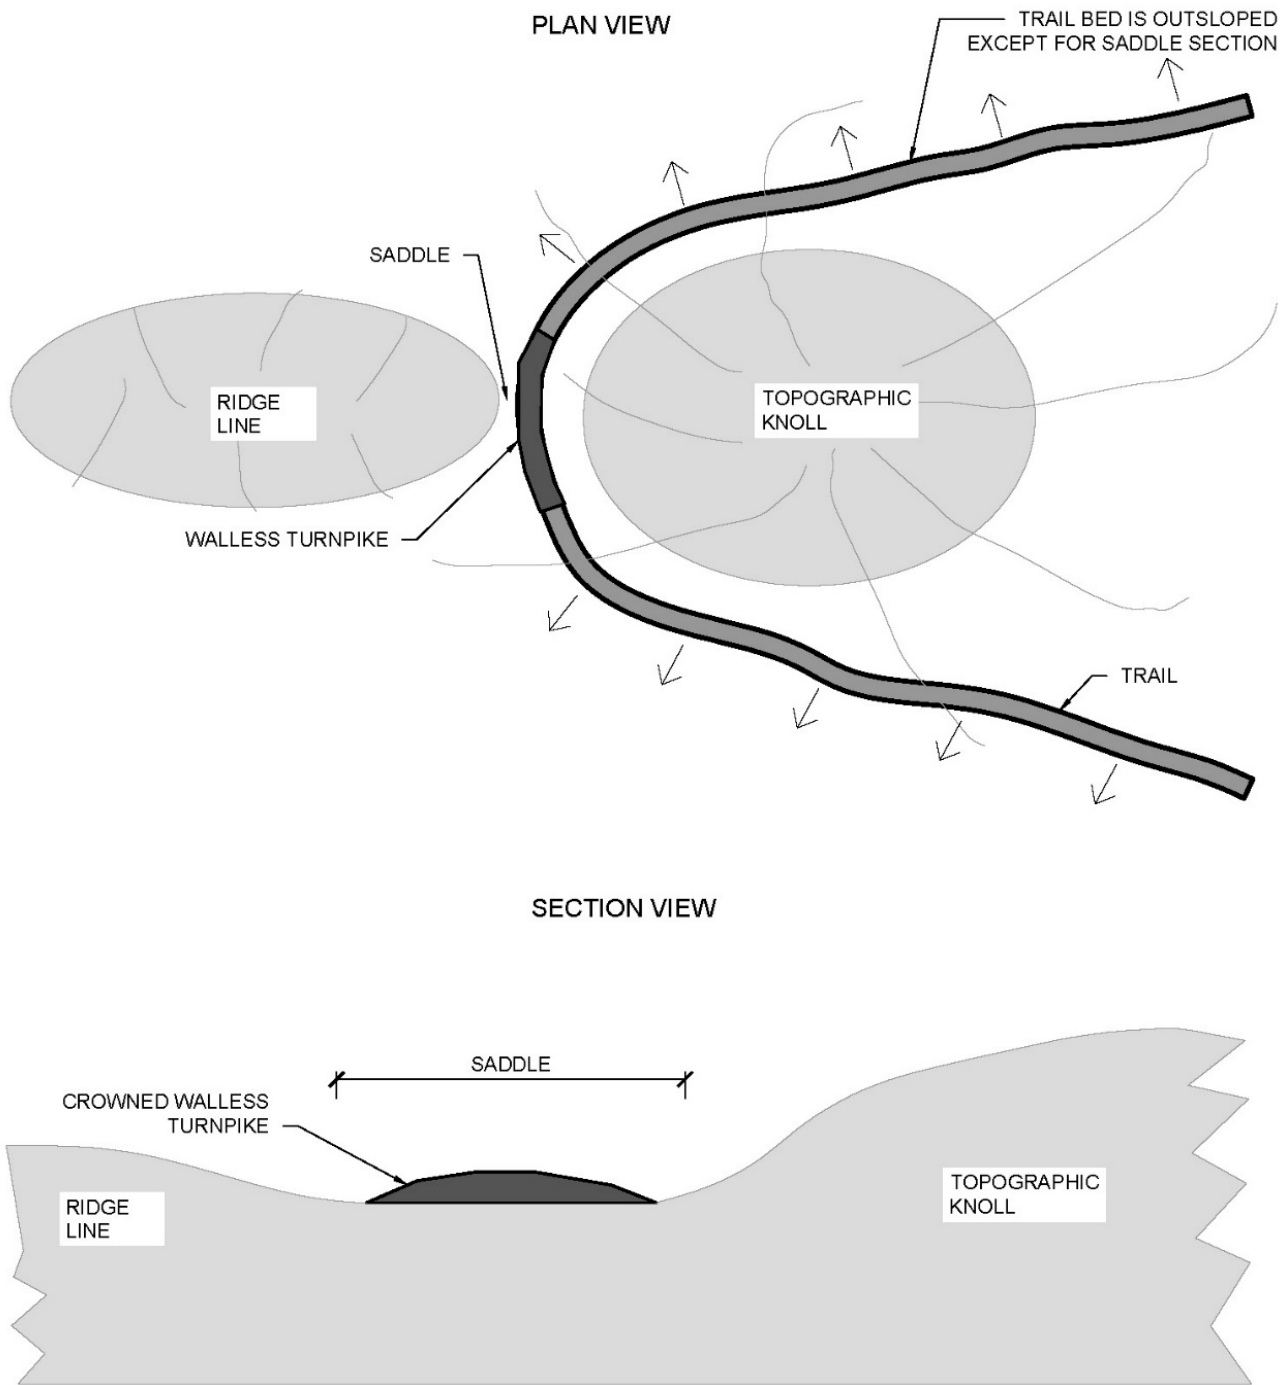 PLAN VIEW
TRAIL BED IS OUTSLOPED
EXCEPT FOR SADDLE SECTION
SADDLE
RIDGE
LINE
TOPOGRAPHIC
KNOLL
WALLESS TURNPIKE
TRAIL
SECTION VIEW
SADDLE
CROWNED WALLESS
TURNPIKE
RIDGE
LINE
TOPOGRAPHIC
KNOLL